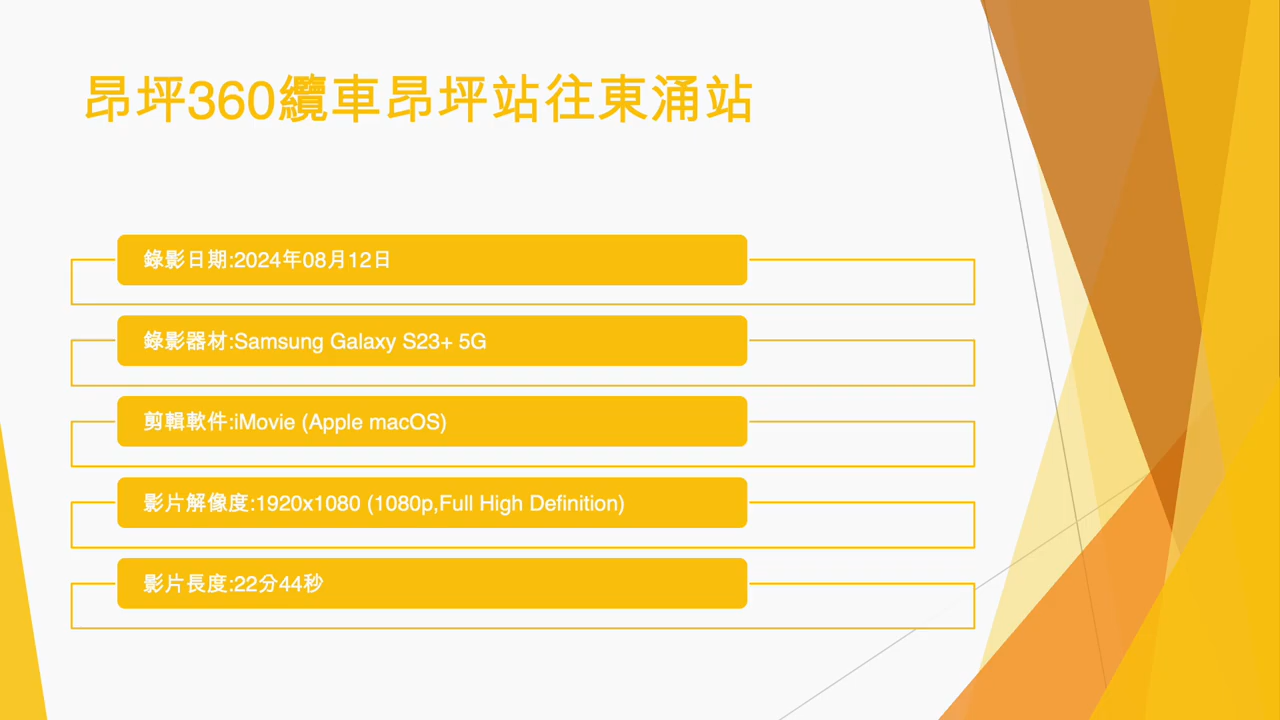 昂坪360纜車昂坪站往東涌站
錄影日期:2024年08月12日
錄影器材:Samsung Galaxy S23+ 5G
剪輯軟件:iMovie (Apple macOS)
影片解像度:1920x1080 (1080p,Full High Definition)
影片長度:22分44秒